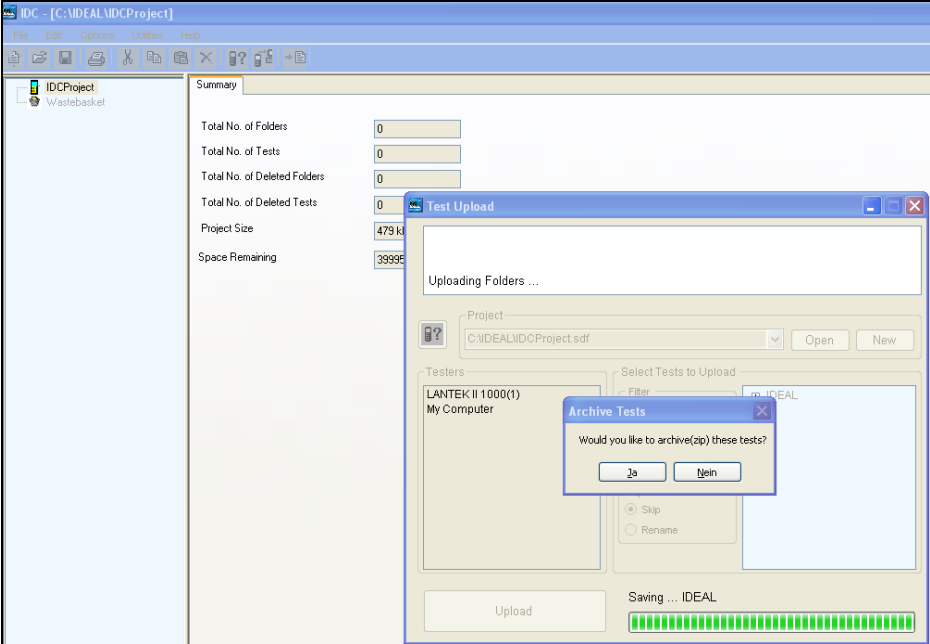 IDC - [C:\IDEAL\IDCProject]
File Edit Options Utilities Help
IDCProject
Wastebasket
Summary
Total No. of Folders 0
Total No. of Tests 0
Total No. of Deleted Folders 0
Total No. of Deleted Tests 0
Project Size 479
Space Remaining 39995
Test Upload
Uploading Folders ...
Project
C:\IDEAL\IDCProject.sdf
Open
New
Testers
LANTEK II 1000(1)
My Computer
Select Tests to Upload
Filter
IDEAL
Archive Tests
Would you like to archive(zip) these tests?
Ja
Nein
Skip
Rename
Upload
Saving ... IDEAL